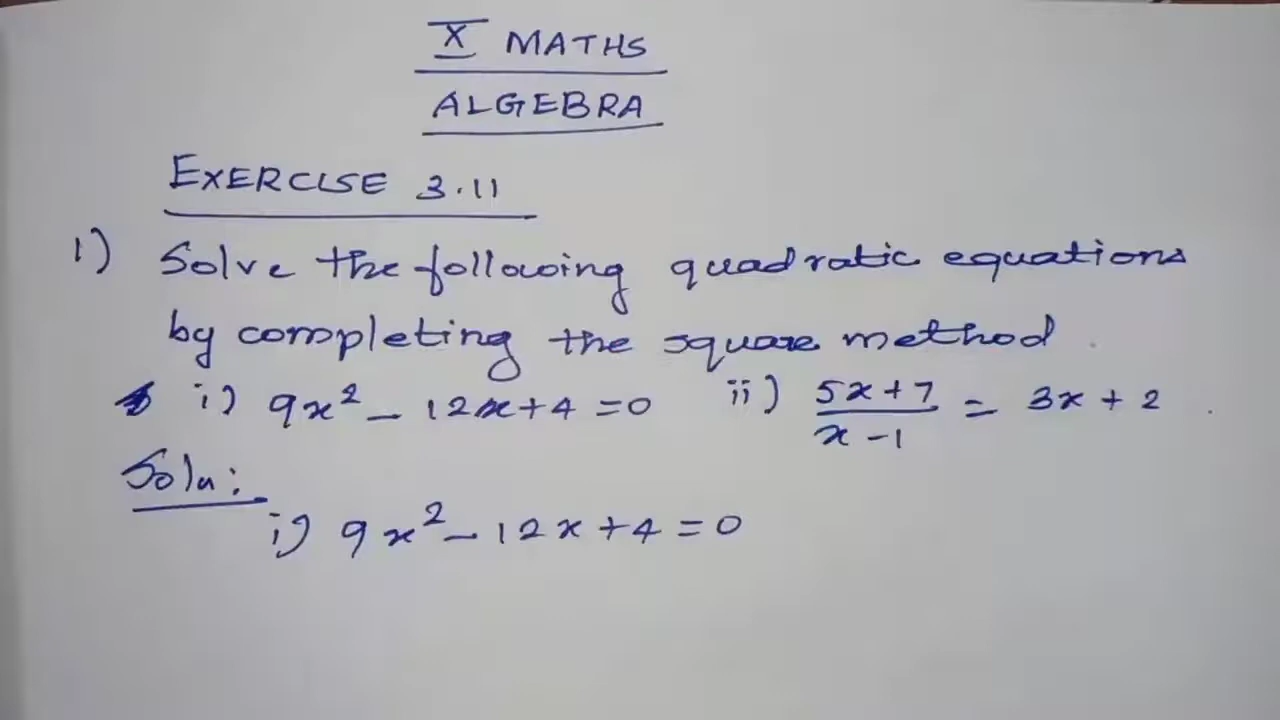 X MATHS
ALGEBRA
EXERCISE 3.11
1) Solve the following quadratic equations
by completing the square method.
i) 9x² - 12x + 4 = 0 ii) (5x+7)/(x-1) = 3x + 2.
Soln:
i) 9x² - 12x + 4 = 0